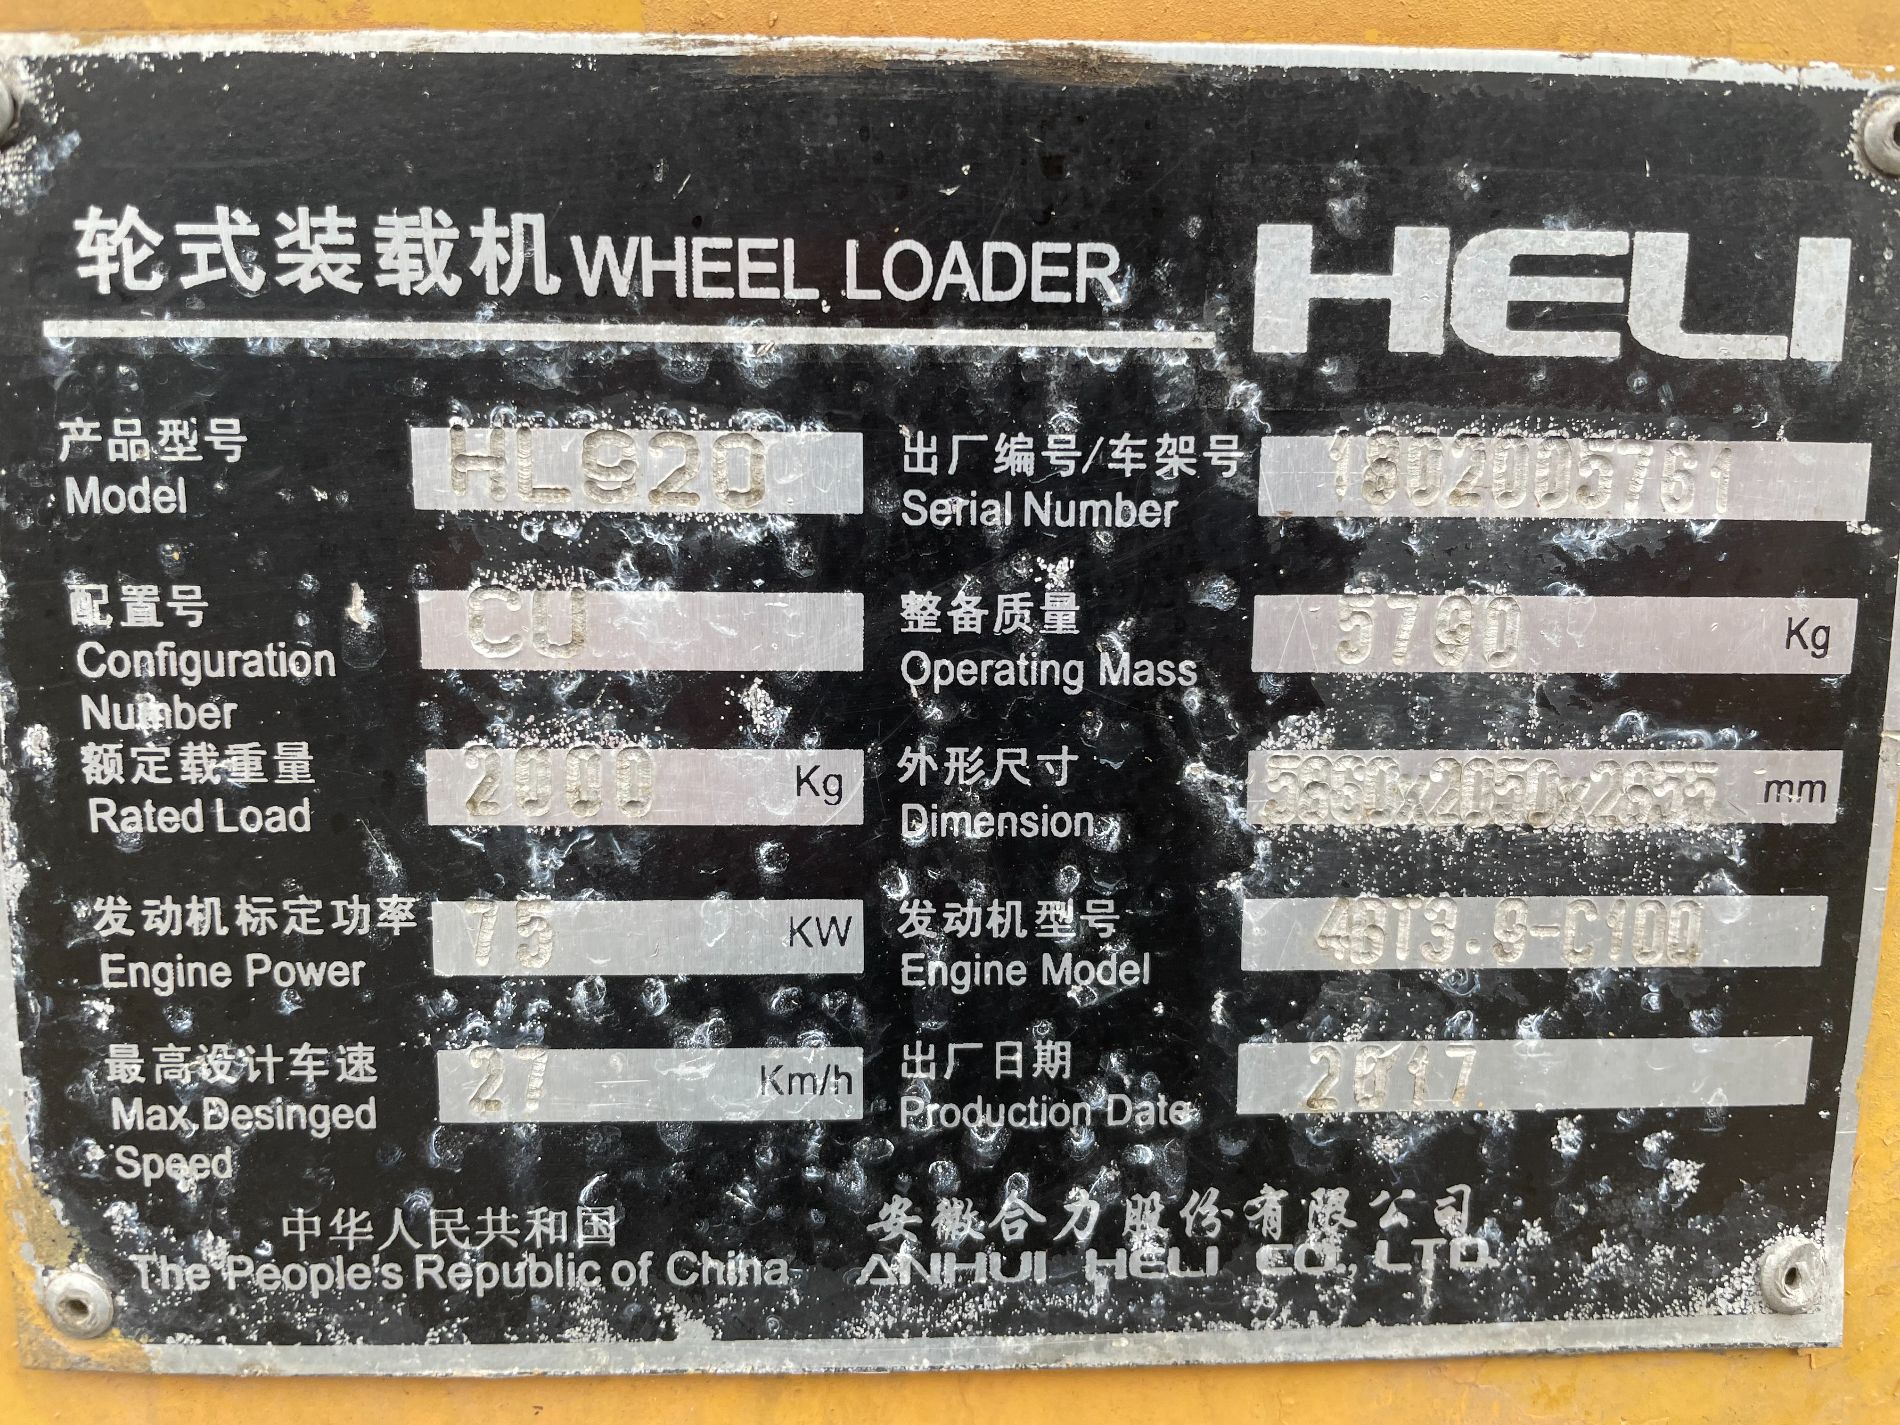 轮式装载机 WHEEL LOADER
HELI
产品型号 HL920
Model
出厂编号/车架号 1802005761
Serial Number
配置号 CU
Configuration
Number
整备质量 5790 Kg
Operating Mass
额定载重量 2000 Kg
Rated Load
外形尺寸 mm
Dimension
发动机标定功率 75 KW
Engine Power
发动机型号 4BT3.9-C100
Engine Model
最高设计车速 27 Km/h
Max.Desinged
Speed
出厂日期 2017
Production Date
中华人民共和国
The People's Republic of China
安徽合力股份有限公司
ANHUI HELI CO., LTD.